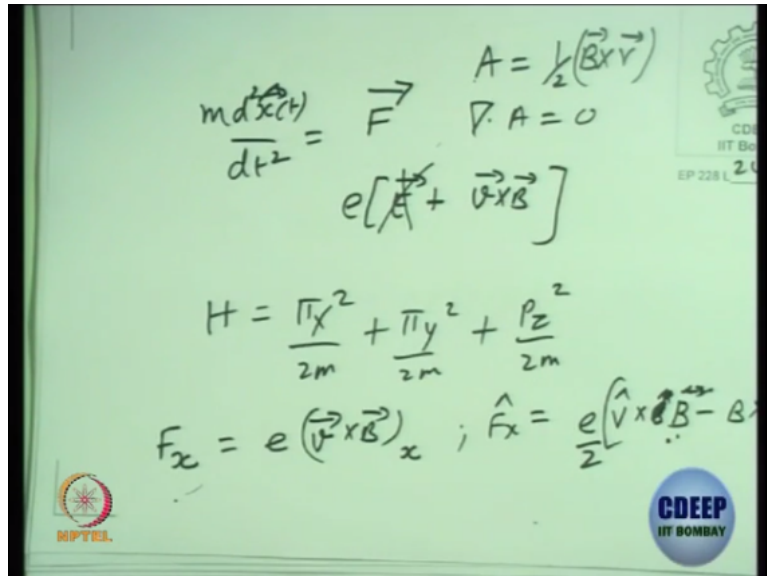 A = 1/2 (B⃗ × r⃗)
m d²x⃗(t) / dt² = F⃗
∇. A = 0
e[E⃗ + v⃗ × B⃗]
H = πx²/2m + πy²/2m + Pz²/2m
Fx = e (v⃗ × B⃗)x ; F̂x = e/2 (v̂ × B⃗ − B ×
CDEEP
IIT Bo
EP 228 L
NPTEL
CDEEP
IIT BOMBAY